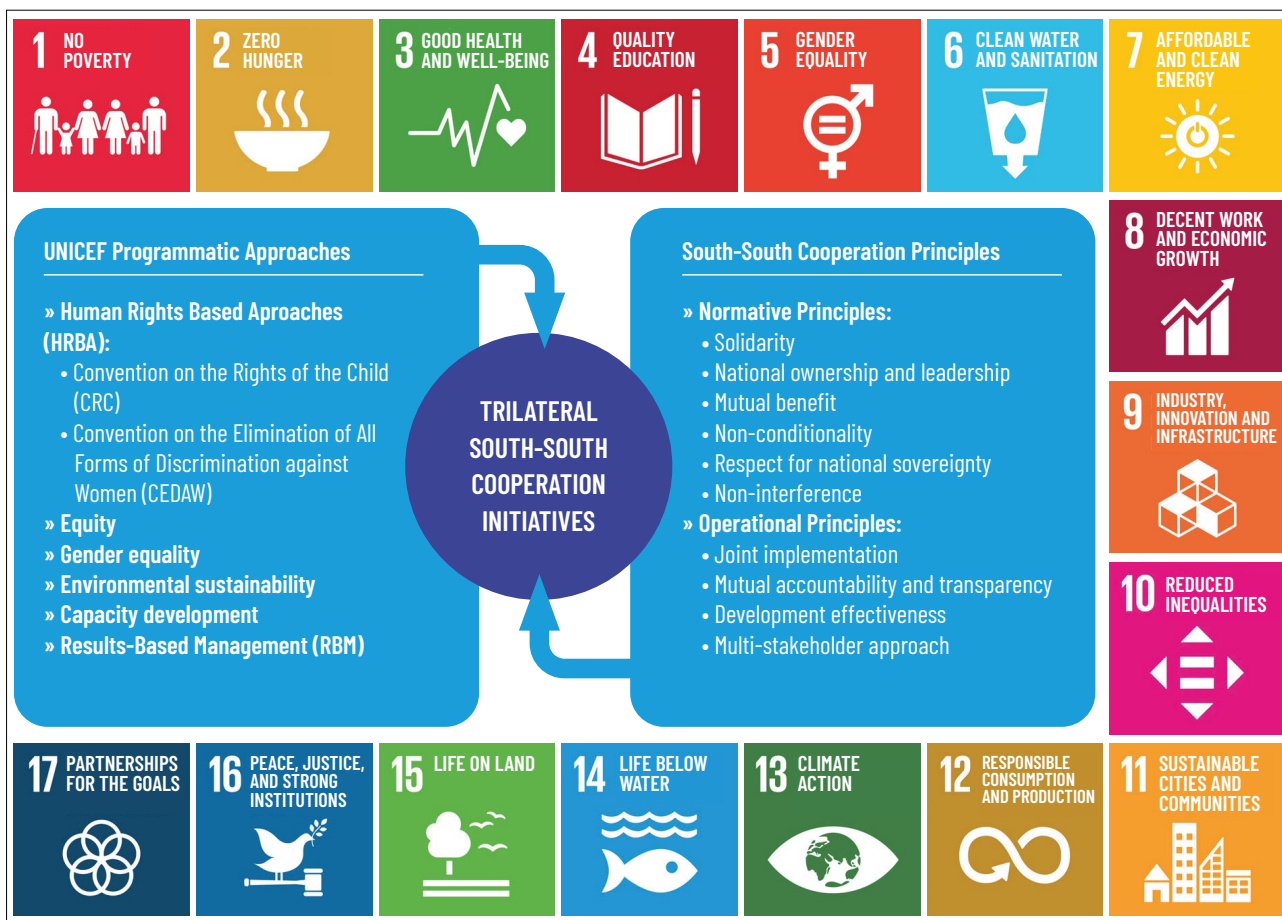 1 NO
POVERTY
2 ZERO
HUNGER
3 GOOD HEALTH
AND WELL-BEING
4 QUALITY
EDUCATION
5 GENDER
EQUALITY
6 CLEAN WATER
AND SANITATION
7 AFFORDABLE
AND CLEAN
ENERGY
UNICEF Programmatic Approaches
» Human Rights Based Aproaches
(HRBA):
• Convention on the Rights of the Child
(CRC)
• Convention on the Elimination of All
Forms of Discrimination against
Women (CEDAW)
» Equity
» Gender equality
» Environmental sustainability
» Capacity development
» Results-Based Management (RBM)
TRILATERAL
SOUTH-SOUTH
COOPERATION
INITIATIVES
South-South Cooperation Principles
» Normative Principles:
• Solidarity
• National ownership and leadership
• Mutual benefit
• Non-conditionality
• Respect for national sovereignty
• Non-interference
» Operational Principles:
• Joint implementation
• Mutual accountability and transparency
• Development effectiveness
• Multi-stakeholder approach
8 DECENT WORK
AND ECONOMIC
GROWTH
9 INDUSTRY,
INNOVATION AND
INFRASTRUCTURE
10 REDUCED
INEQUALITIES
17 PARTNERSHIPS
FOR THE GOALS
16 PEACE, JUSTICE,
AND STRONG
INSTITUTIONS
15 LIFE ON LAND
14 LIFE BELOW
WATER
13 CLIMATE
ACTION
12 RESPONSIBLE
CONSUMPTION
AND PRODUCTION
11 SUSTAINABLE
CITIES AND
COMMUNITIES